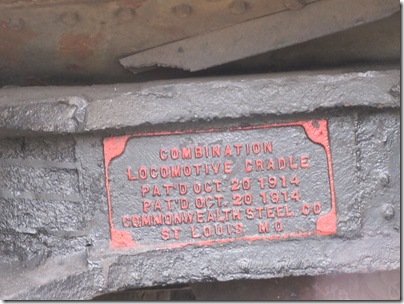 COMBINATION
LOCOMOTIVE CRADLE
PAT'D OCT. 20 1914
PAT'D OCT. 20 1914
COMMONWEALTH STEEL CO
ST LOUIS MO